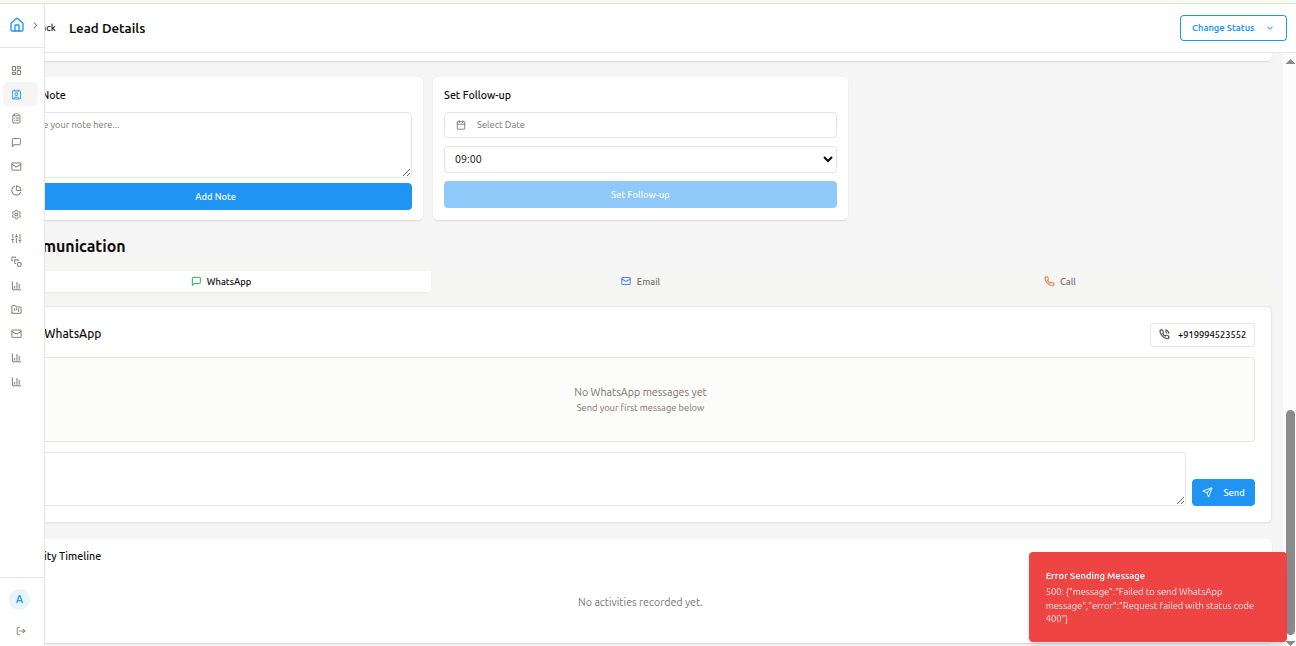 ck
Lead Details
Change Status
Note
Set Follow-up
e your note here...
Select Date
09:00
Add Note
Set Follow-up
munication
WhatsApp
Email
Call
WhatsApp
+919994523552
No WhatsApp messages yet
Send your first message below
Send
ity Timeline
No activities recorded yet.
Error Sending Message
500: {"message":"Failed to send WhatsApp
message","error":"Request failed with status code
400"}
A